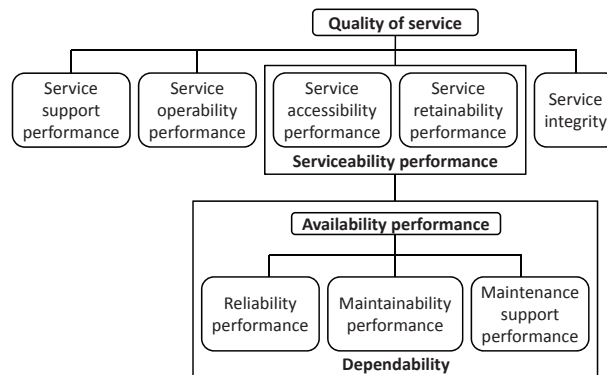 Quality of service
Service
support
performance
Service
operability
performance
Service
accessibility
performance
Service
retainability
performance
Service
integrity
Serviceability performance
Availability performance
Reliability
performance
Maintainability
performance
Maintenance
support
performance
Dependability